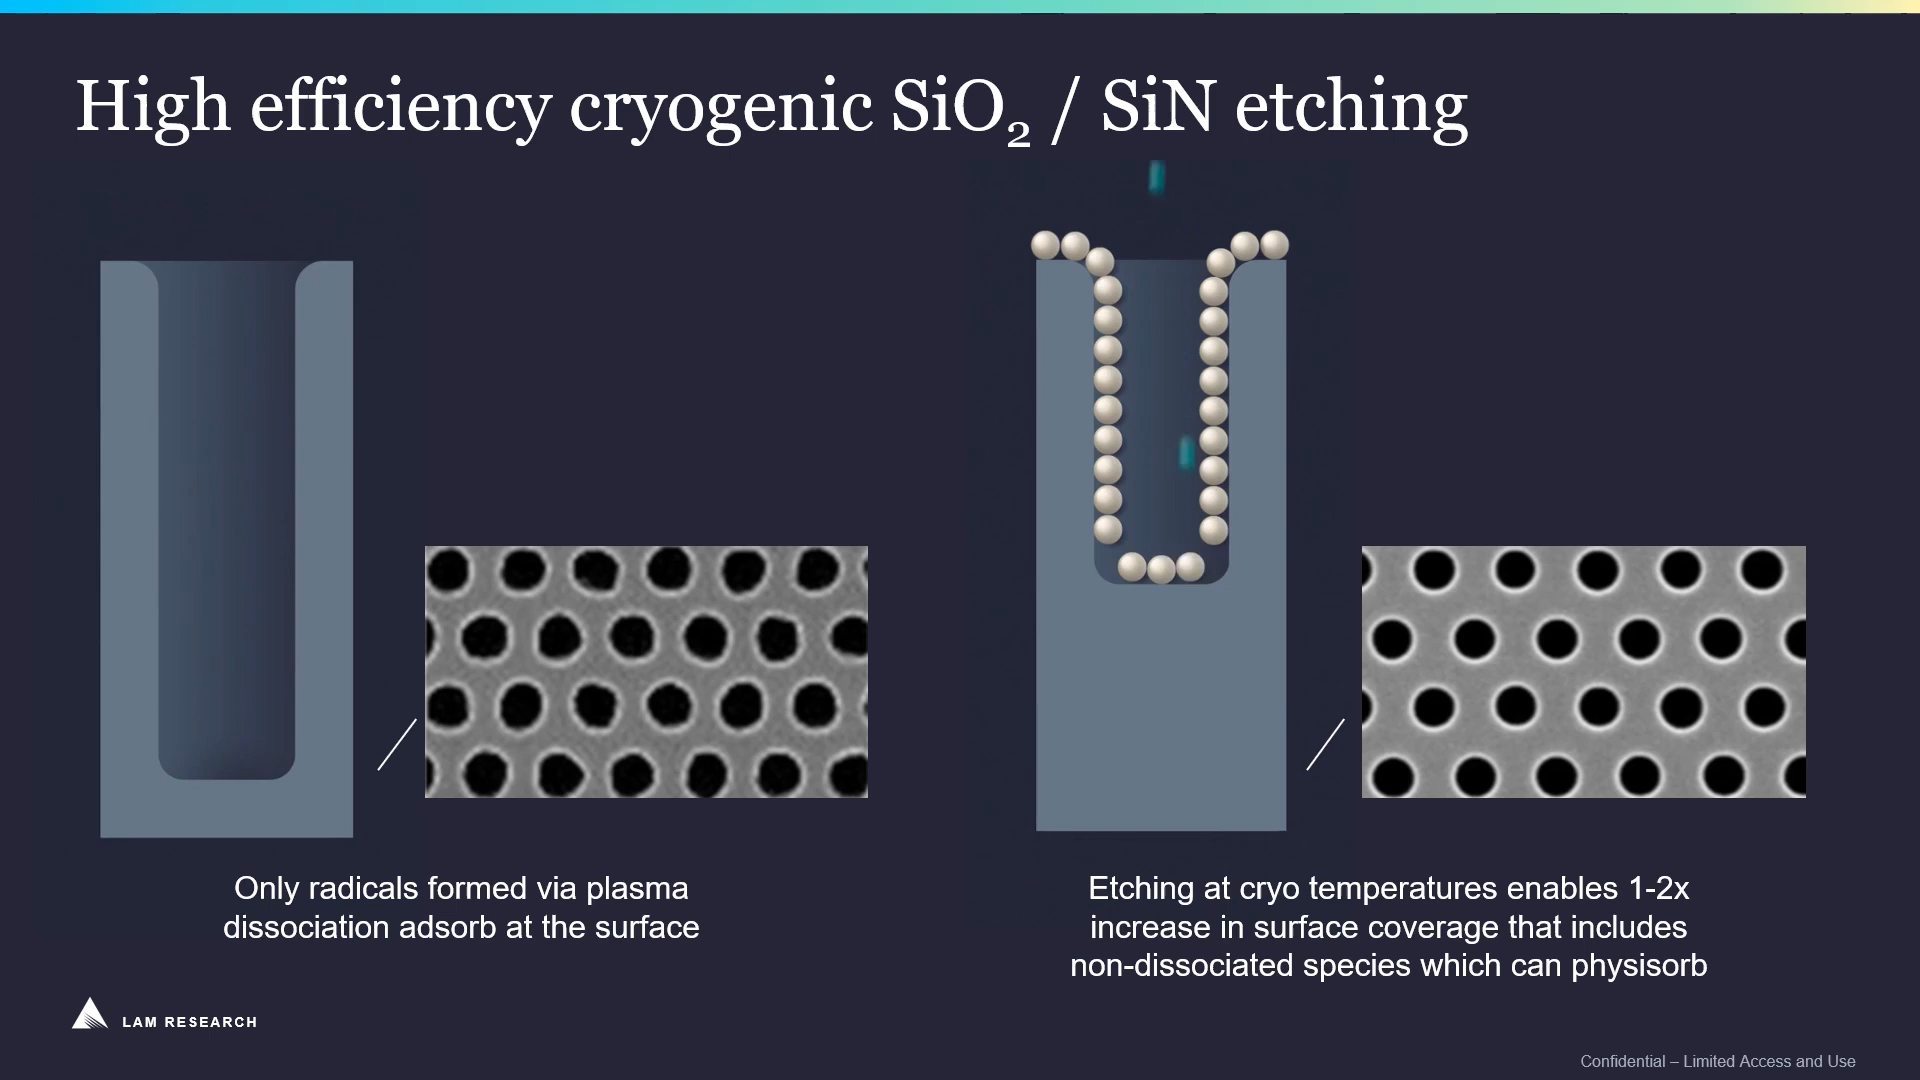 High efficiency cryogenic SiO₂ / SiN etching
Only radicals formed via plasma
dissociation adsorb at the surface
Etching at cryo temperatures enables 1-2x
increase in surface coverage that includes
non-dissociated species which can physisorb
LAM RESEARCH
Confidential – Limited Access and Use